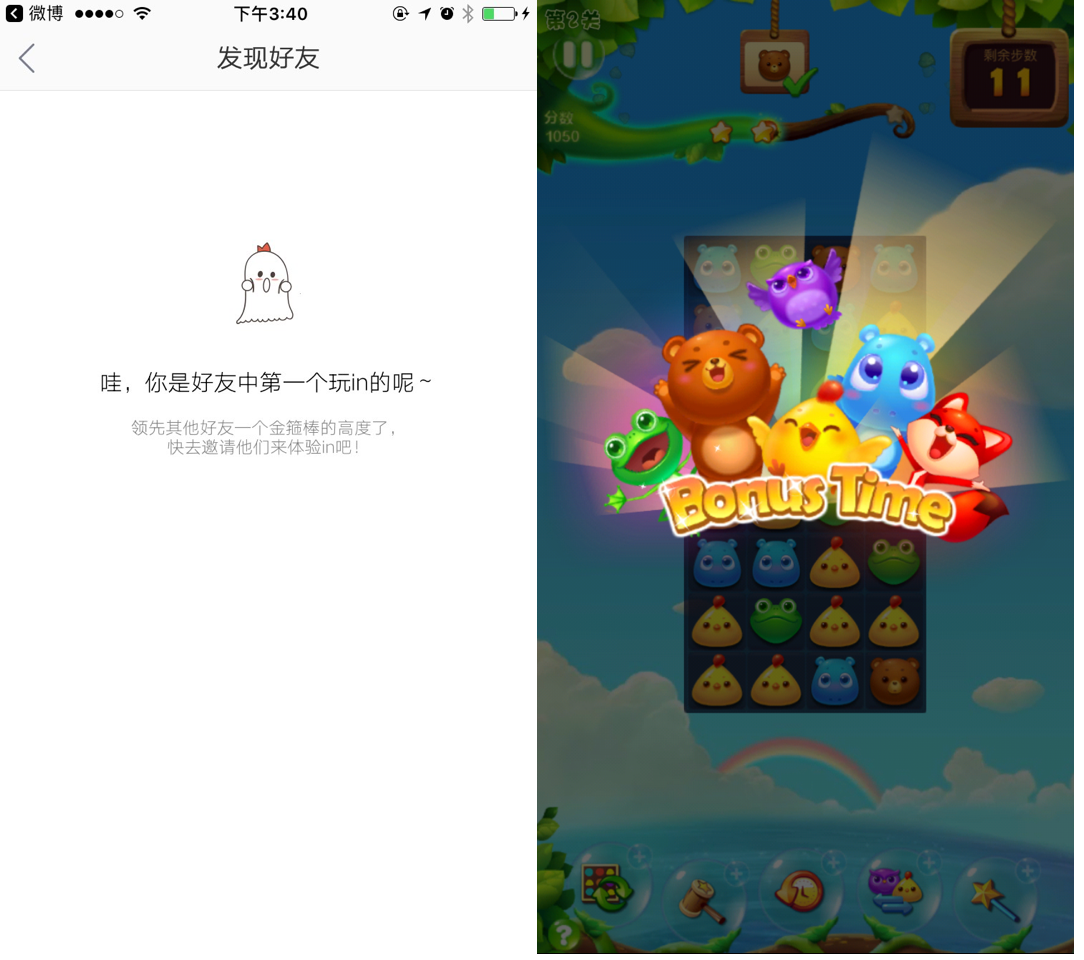 微博
下午3:40
发现好友
哇，你是好友中第一个玩in的呢~
领先其他好友一个金箍棒的高度了，
快去邀请他们来体验in吧！
第2关
剩余步数
11
分数
1050
Bonus Time
?